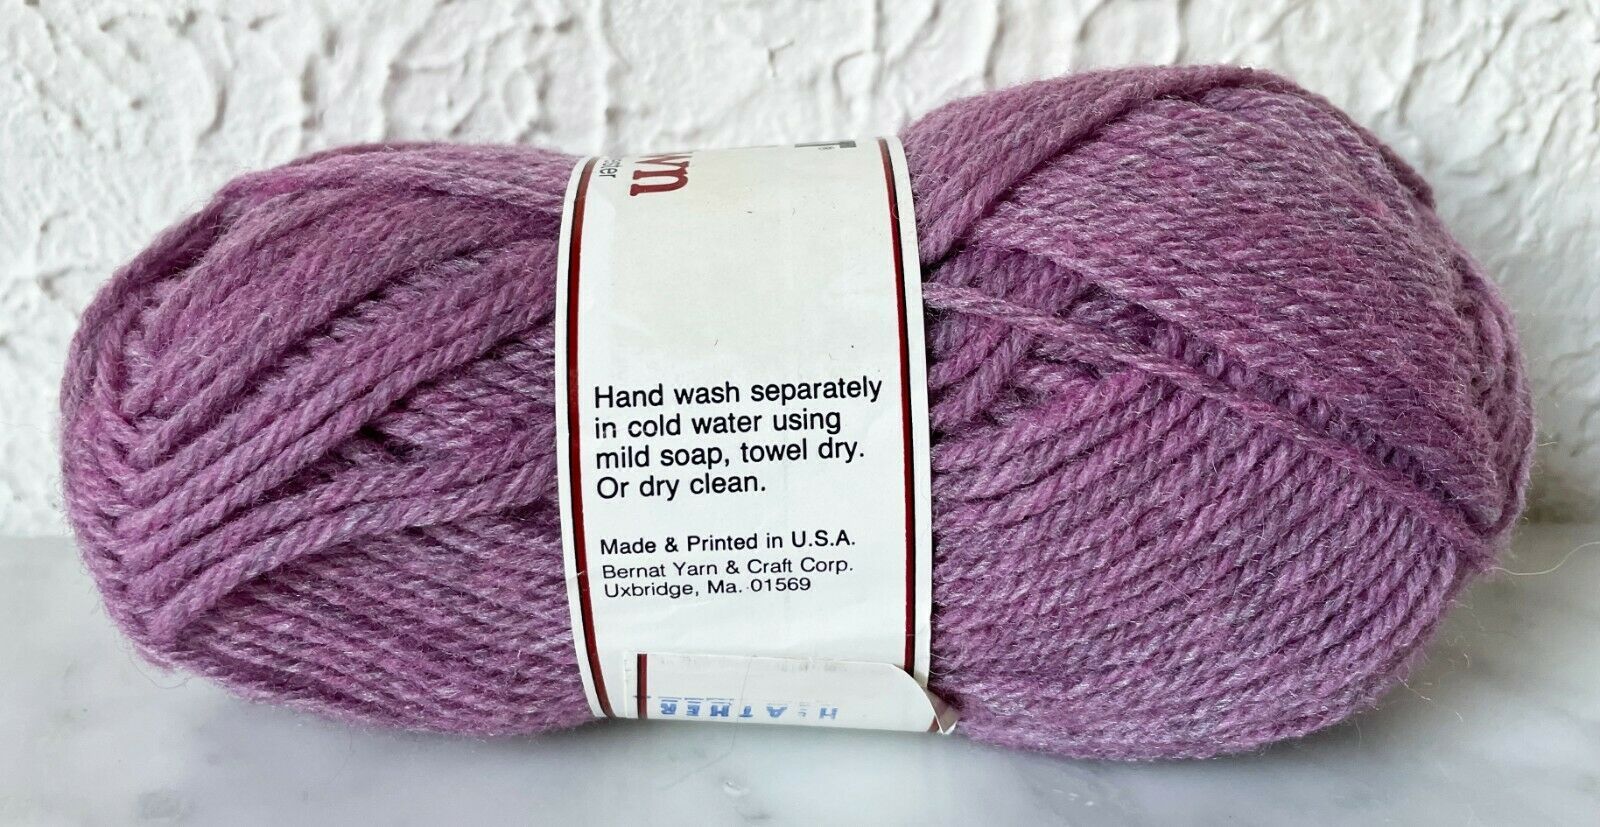 Hand wash separately
in cold water using
mild soap, towel dry.
Or dry clean.
Made & Printed in U.S.A.
Bernat Yarn & Craft Corp.
Uxbridge, Ma. 01569
HEATHER